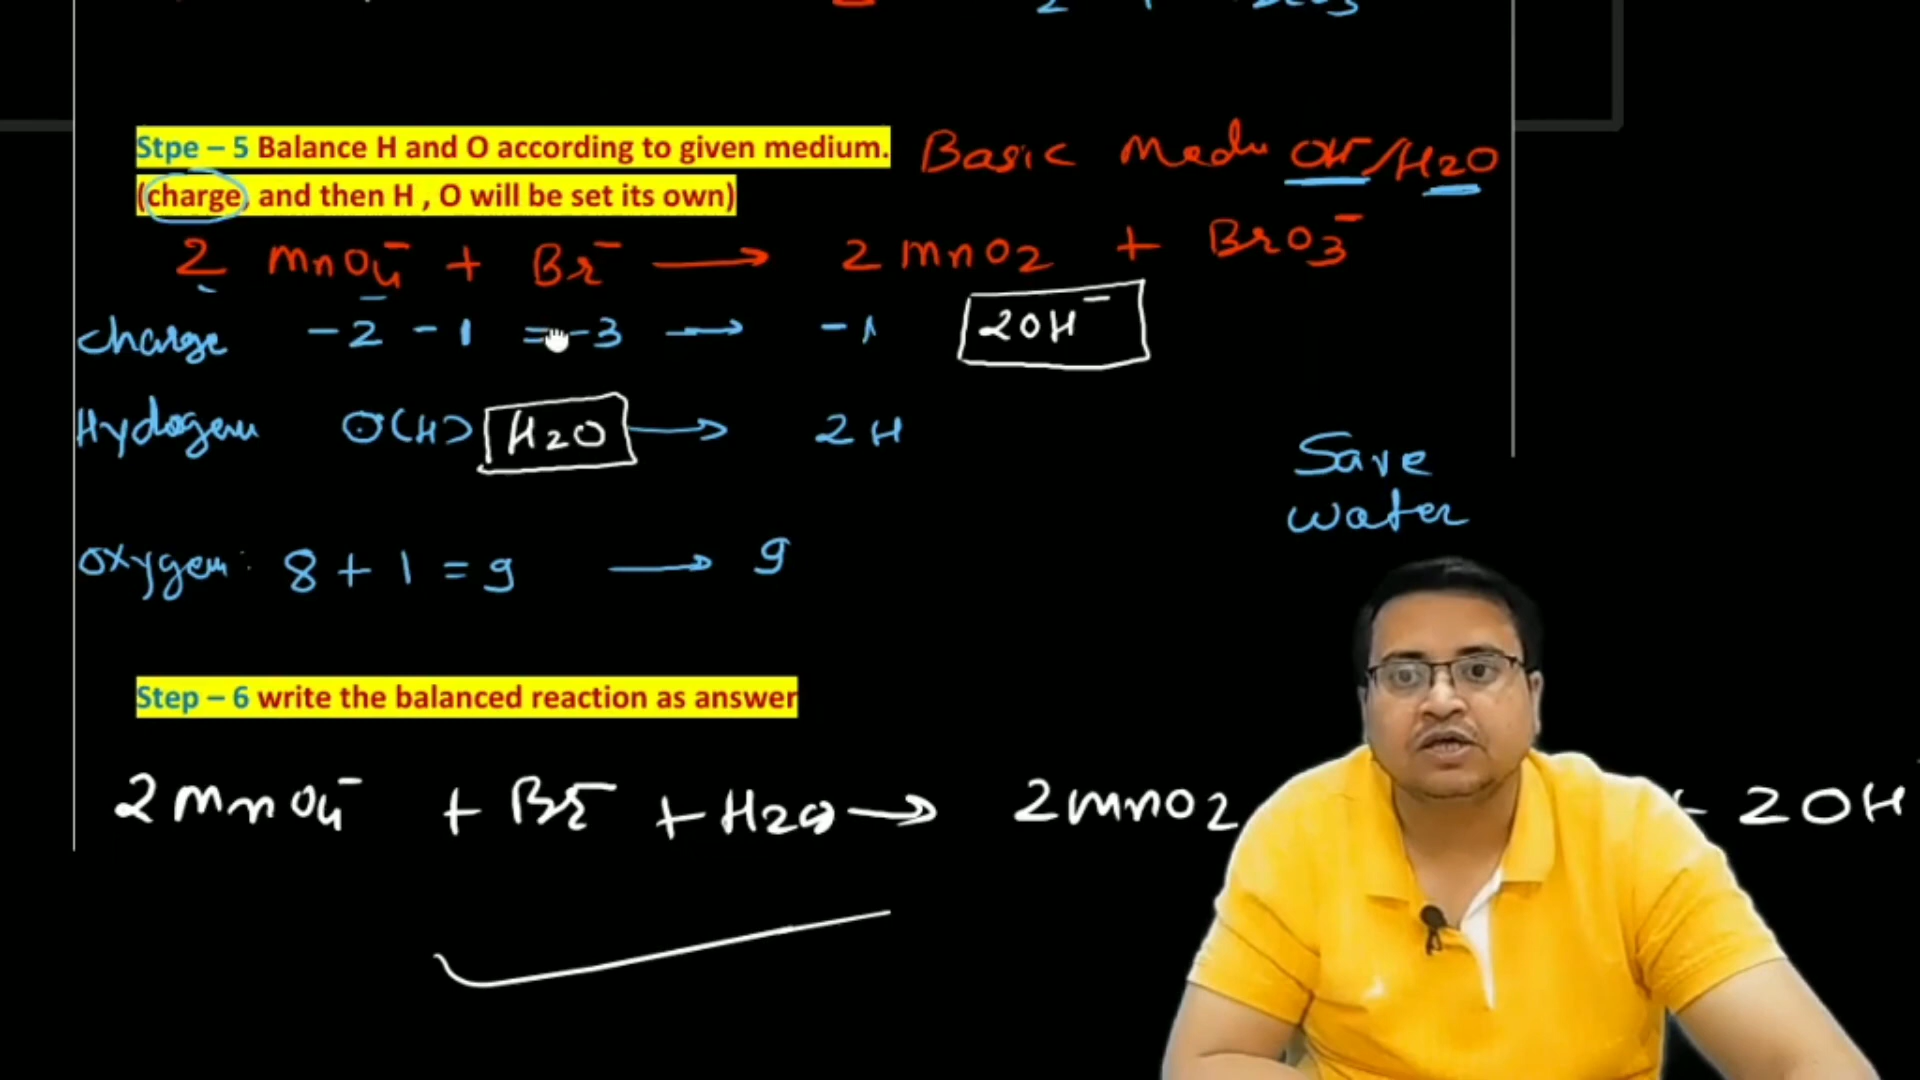 Stpe – 5 Balance H and O according to given medium. Basic Medu OH⁻/H2O
(charge, and then H , O will be set its own)
2 MnO4⁻ + Br⁻ → 2 MnO2 + BrO3⁻
charge -2 -1 = -3 → -1 2OH⁻
Hydogen O(H) H2O → 2H
Save
water
oxygen: 8 + 1 = 9 → 9
Step – 6 write the balanced reaction as answer
2MnO4⁻ + Br⁻ + H2O → 2MnO2 + 2OH